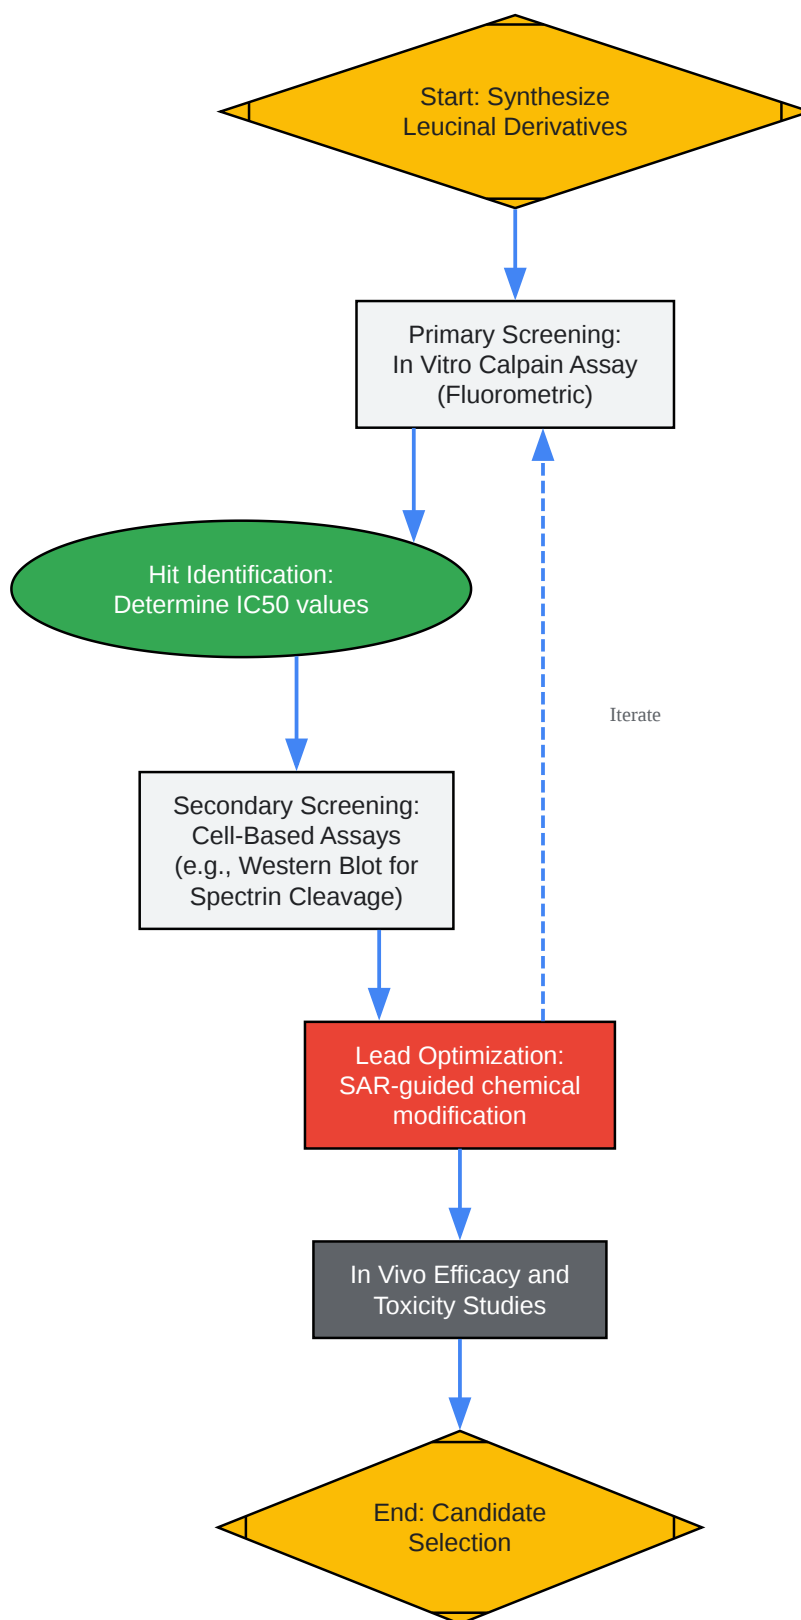 Start: Synthesize
Leucinal Derivatives
Primary Screening:
In Vitro Calpain Assay
(Fluorometric)
Hit Identification:
Determine IC50 values
Iterate
Secondary Screening:
Cell-Based Assays
(e.g., Western Blot for
Spectrin Cleavage)
Lead Optimization:
SAR-guided chemical
modification
In Vivo Efficacy and
Toxicity Studies
End: Candidate
Selection